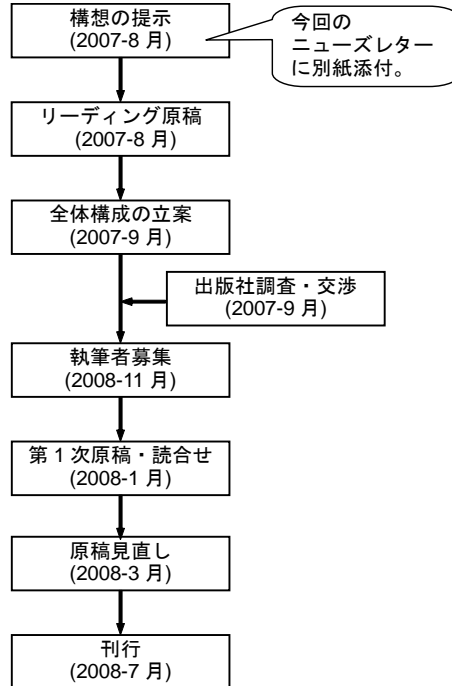 構想の提示
(2007-8 月)
今回の
ニューズレター
に別紙添付。
リーディング原稿
(2007-8 月)
全体構成の立案
(2007-9 月)
出版社調査・交渉
(2007-9 月)
執筆者募集
(2008-11 月)
第 1 次原稿・読合せ
(2008-1 月)
原稿見直し
(2008-3 月)
刊行
(2008-7 月)